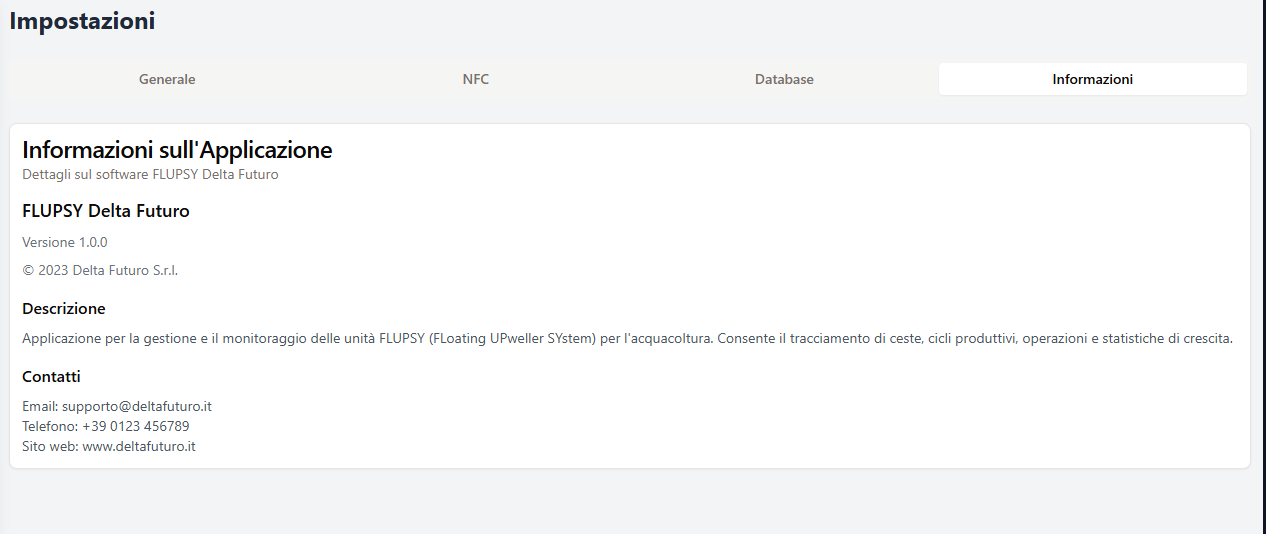 Impostazioni
Generale
NFC
Database
Informazioni
Informazioni sull'Applicazione
Dettagli sul software FLUPSY Delta Futuro
FLUPSY Delta Futuro
Versione 1.0.0
© 2023 Delta Futuro S.r.l.
Descrizione
Applicazione per la gestione e il monitoraggio delle unità FLUPSY (FLoating UPweller SYstem) per l'acquacoltura. Consente il tracciamento di ceste, cicli produttivi, operazioni e statistiche di crescita.
Contatti
Email: supporto@deltafuturo.it
Telefono: +39 0123 456789
Sito web: www.deltafuturo.it